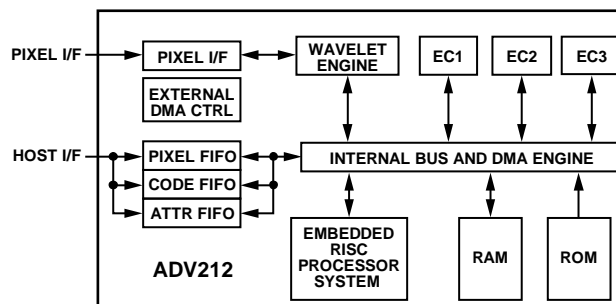 PIXEL I/F
PIXEL I/F
WAVELET
ENGINE
EC1
EC2
EC3
EXTERNAL
DMA CTRL
HOST I/F
PIXEL FIFO
CODE FIFO
ATTR FIFO
INTERNAL BUS AND DMA ENGINE
EMBEDDED
RISC
PROCESSOR
SYSTEM
RAM
ROM
ADV212